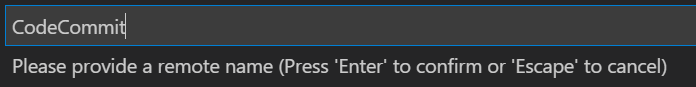 CodeCommit
Please provide a remote name (Press 'Enter' to confirm or 'Escape' to cancel)